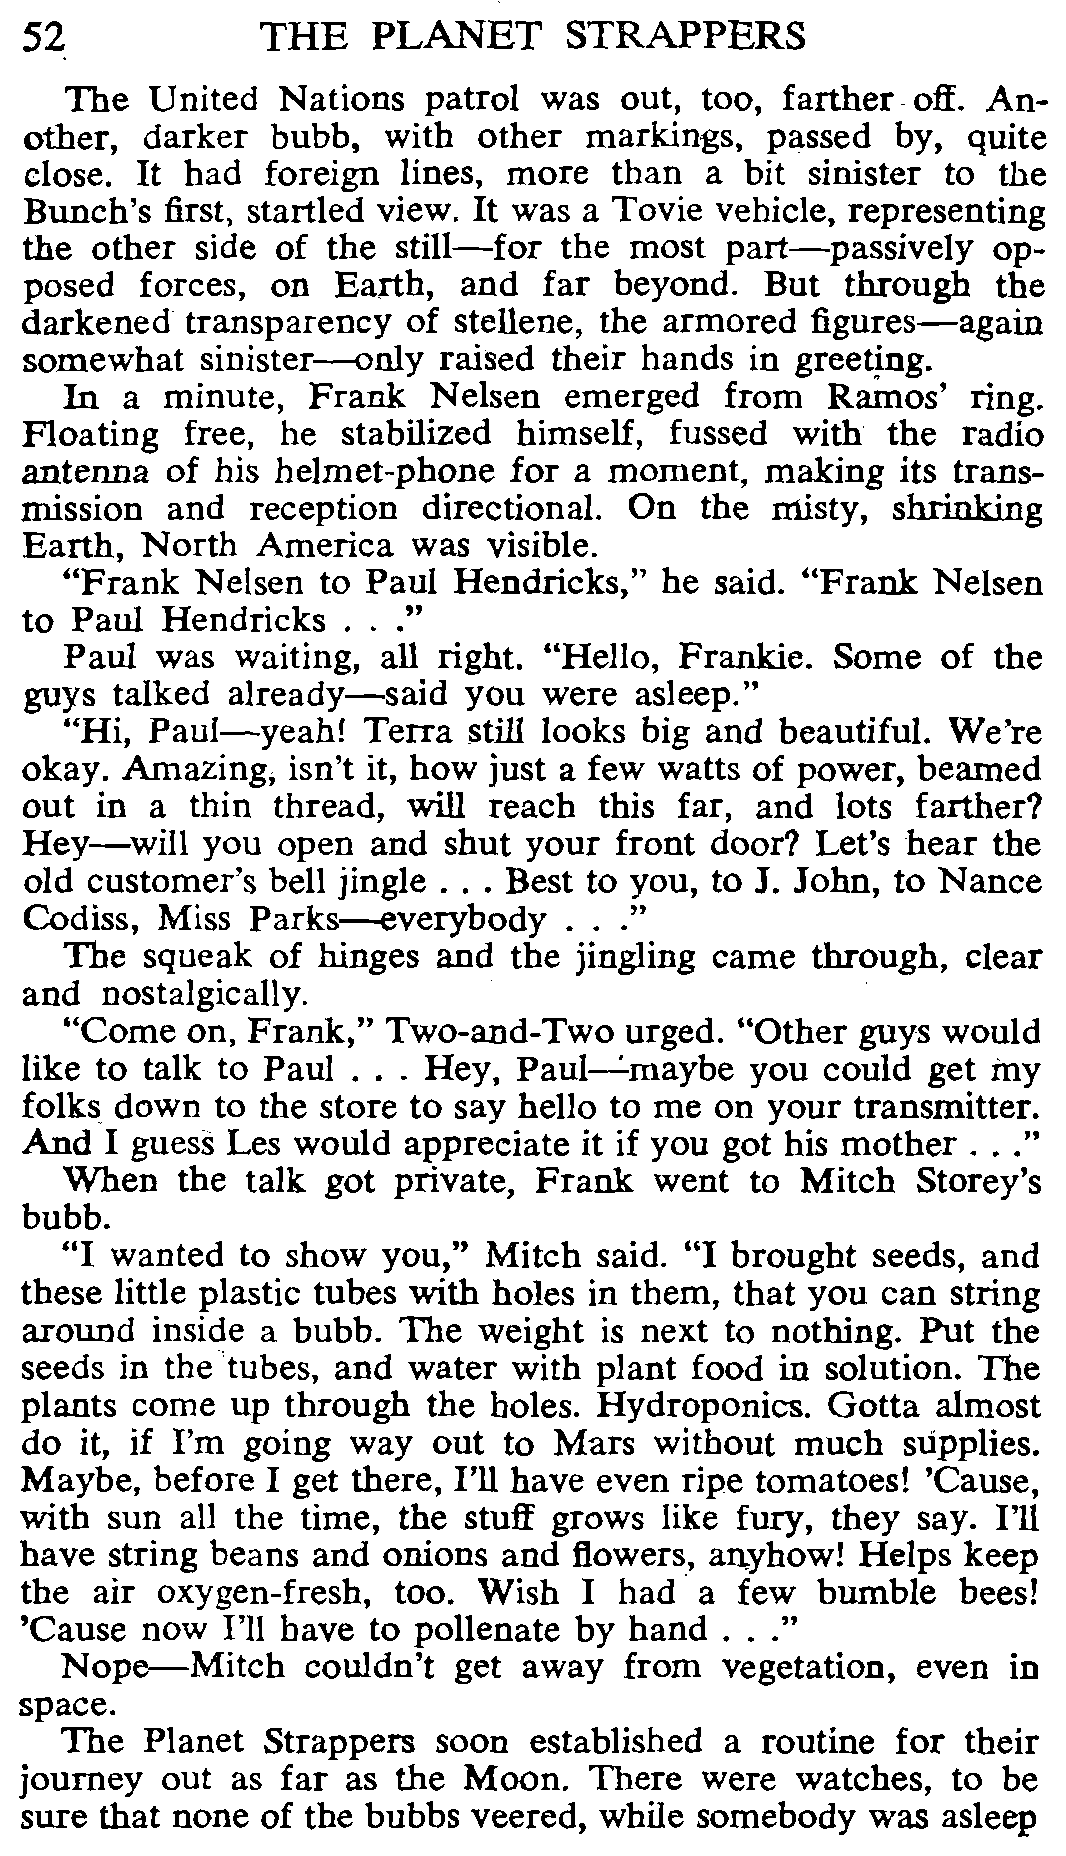 52 THE PLANET STRAPPERS
The United Nations patrol was out, too, farther off. An-
other, darker bubb, with other markings, passed by, quite
close. It had foreign lines, more than a bit sinister to the
Bunch's first, startled view. It was a Tovie vehicle, representing
the other side of the still—for the most part—passively op-
posed forces, on Earth, and far beyond. But through the
darkened transparency of stellene, the armored figures—again
somewhat sinister—only raised their hands in greeting.
In a minute, Frank Nelsen emerged from Ramos' ring.
Floating free, he stabilized himself, fussed with the radio
antenna of his helmet-phone for a moment, making its trans-
mission and reception directional. On the misty, shrinking
Earth, North America was visible.
“Frank Nelsen to Paul Hendricks,” he said. “Frank Nelsen
to Paul Hendricks . . .”
Paul was waiting, all right. “Hello, Frankie. Some of the
guys talked already—said you were asleep.”
“Hi, Paul—yeah! Terra still looks big and beautiful. We're
okay. Amazing, isn't it, how just a few watts of power, beamed
out in a thin thread, will reach this far, and lots farther?
Hey—will you open and shut your front door? Let's hear the
old customer's bell jingle . . . Best to you, to J. John, to Nance
Codiss, Miss Parks—everybody . . .”
The squeak of hinges and the jingling came through, clear
and nostalgically.
“Come on, Frank,” Two-and-Two urged. “Other guys would
like to talk to Paul . . . Hey, Paul—maybe you could get my
folks down to the store to say hello to me on your transmitter.
And I guess Les would appreciate it if you got his mother . . .”
When the talk got private, Frank went to Mitch Storey's
bubb.
“I wanted to show you,” Mitch said. “I brought seeds, and
these little plastic tubes with holes in them, that you can string
around inside a bubb. The weight is next to nothing. Put the
seeds in the tubes, and water with plant food in solution. The
plants come up through the holes. Hydroponics. Gotta almost
do it, if I'm going way out to Mars without much supplies.
Maybe, before I get there, I'll have even ripe tomatoes! 'Cause,
with sun all the time, the stuff grows like fury, they say. I'll
have string beans and onions and flowers, anyhow! Helps keep
the air oxygen-fresh, too. Wish I had a few bumble bees!
'Cause now I'll have to pollenate by hand . . .”
Nope—Mitch couldn't get away from vegetation, even in
space.
The Planet Strappers soon established a routine for their
journey out as far as the Moon. There were watches, to be
sure that none of the bubbs veered, while somebody was asleep